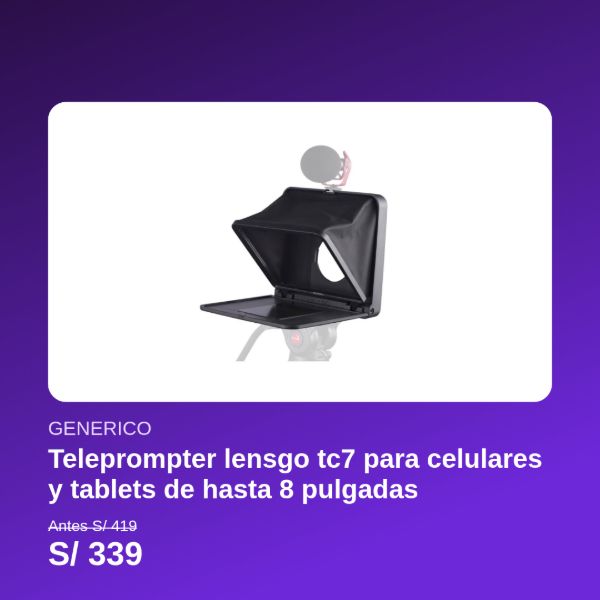 GENERICO
Teleprompter lensgo tc7 para celulares
y tablets de hasta 8 pulgadas
Antes S/ 419
S/ 339